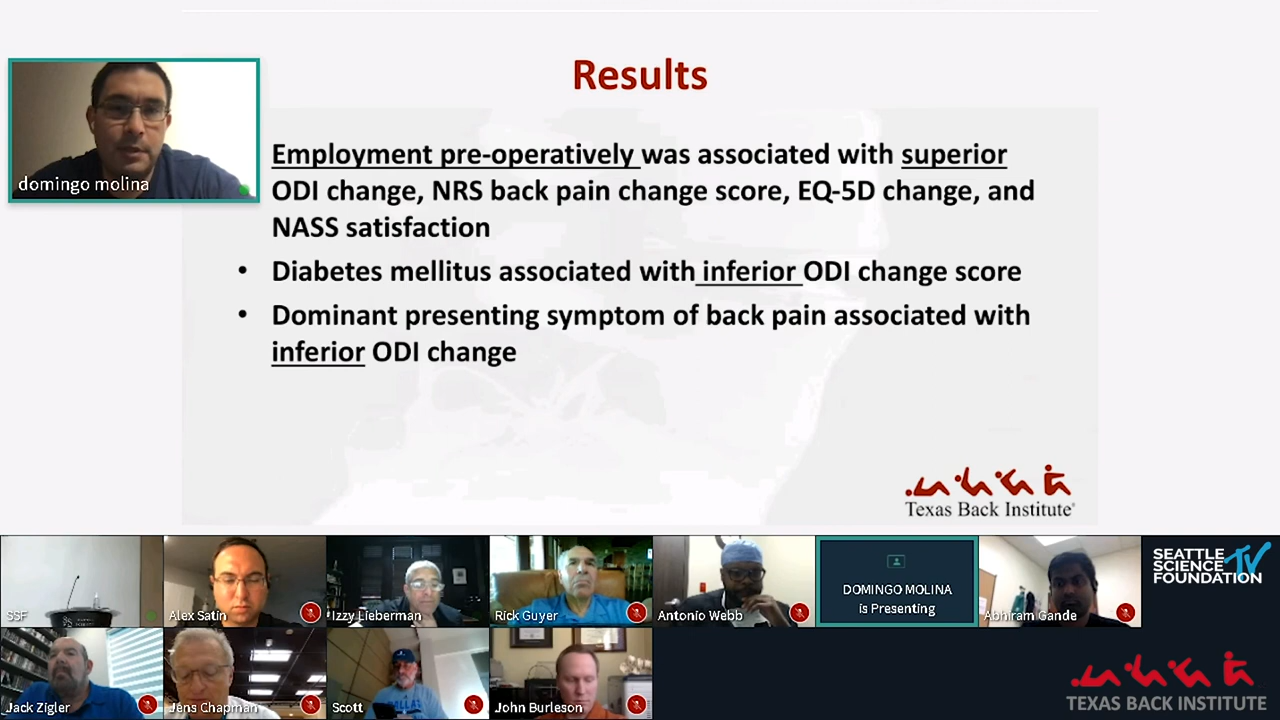 Results
domingo molina
Employment pre-operatively was associated with superior
ODI change, NRS back pain change score, EQ-5D change, and
NASS satisfaction
• Diabetes mellitus associated with inferior ODI change score
• Dominant presenting symptom of back pain associated with
inferior ODI change
Texas Back Institute
SSF
Alex Satin
Izzy Lieberman
Rick Guyer
Antonio Webb
DOMINGO MOLINA
is Presenting
Abhiram Gande
SEATTLE
SCIENCE TV
FOUNDATION
Jack Zigler
Jens Chapman
Scott
John Burleson
TEXAS BACK INSTITUTE